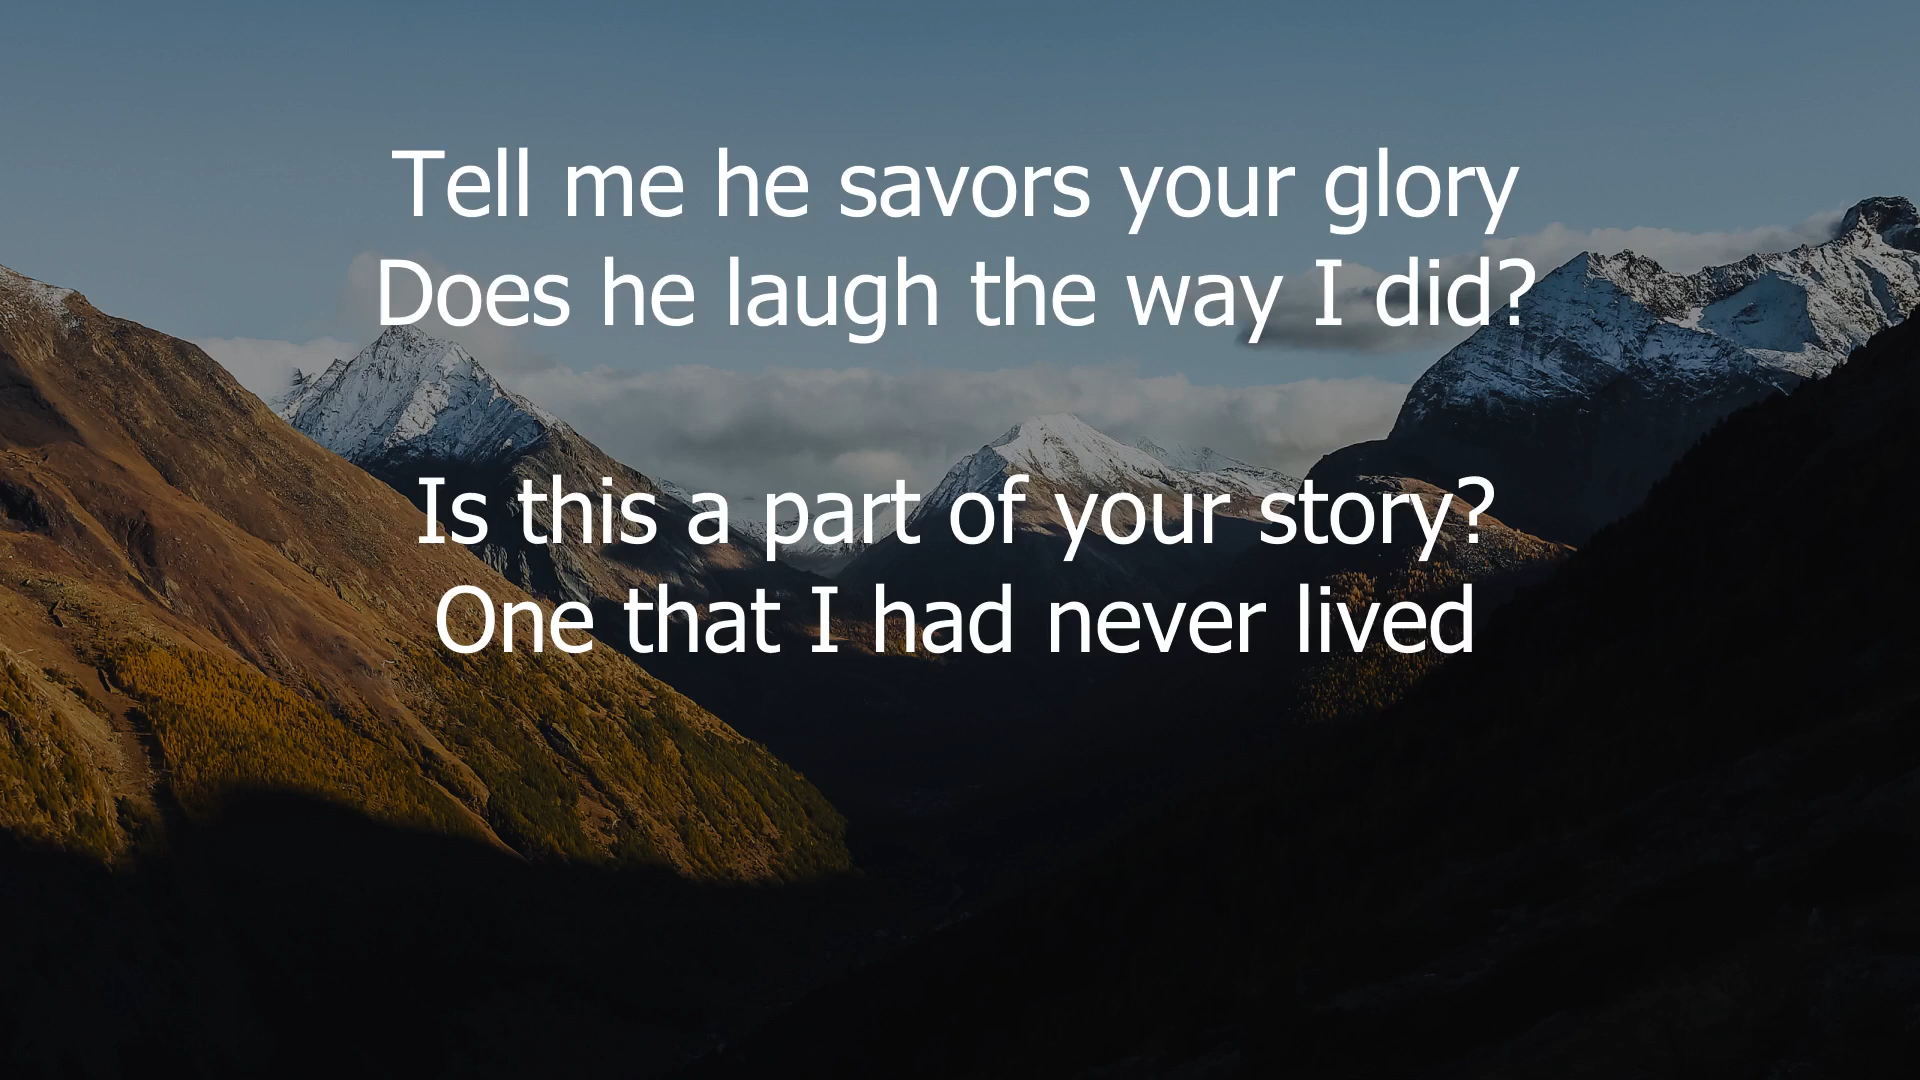 Tell me he savors your glory
Does he laugh the way I did?
Is this a part of your story?
One that I had never lived